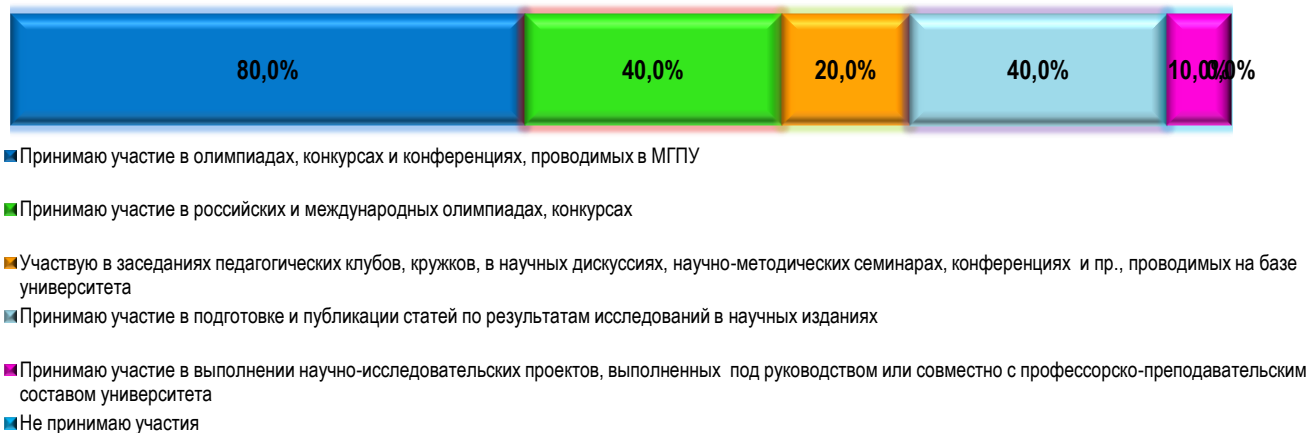 80,0% 40,0% 20,0% 40,0% 10,0% 0,0%
Принимаю участие в олимпиадах, конкурсах и конференциях, проводимых в МГПУ
Принимаю участие в российских и международных олимпиадах, конкурсах
Участвую в заседаниях педагогических клубов, кружков, в научных дискуссиях, научно-методических семинарах, конференциях и пр., проводимых на базе
университета
Принимаю участие в подготовке и публикации статей по результатам исследований в научных изданиях
Принимаю участие в выполнении научно-исследовательских проектов, выполненных под руководством или совместно с профессорско-преподавательским
составом университета
Не принимаю участия